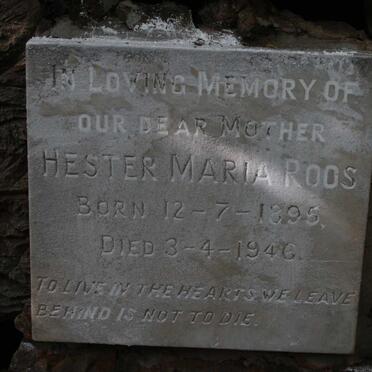 In Loving Memory of
our dear Mother
Hester Maria Roos
Born 12-7-1895,
Died 3-4-1946.
To live in the hearts we leave
behind is not to die.